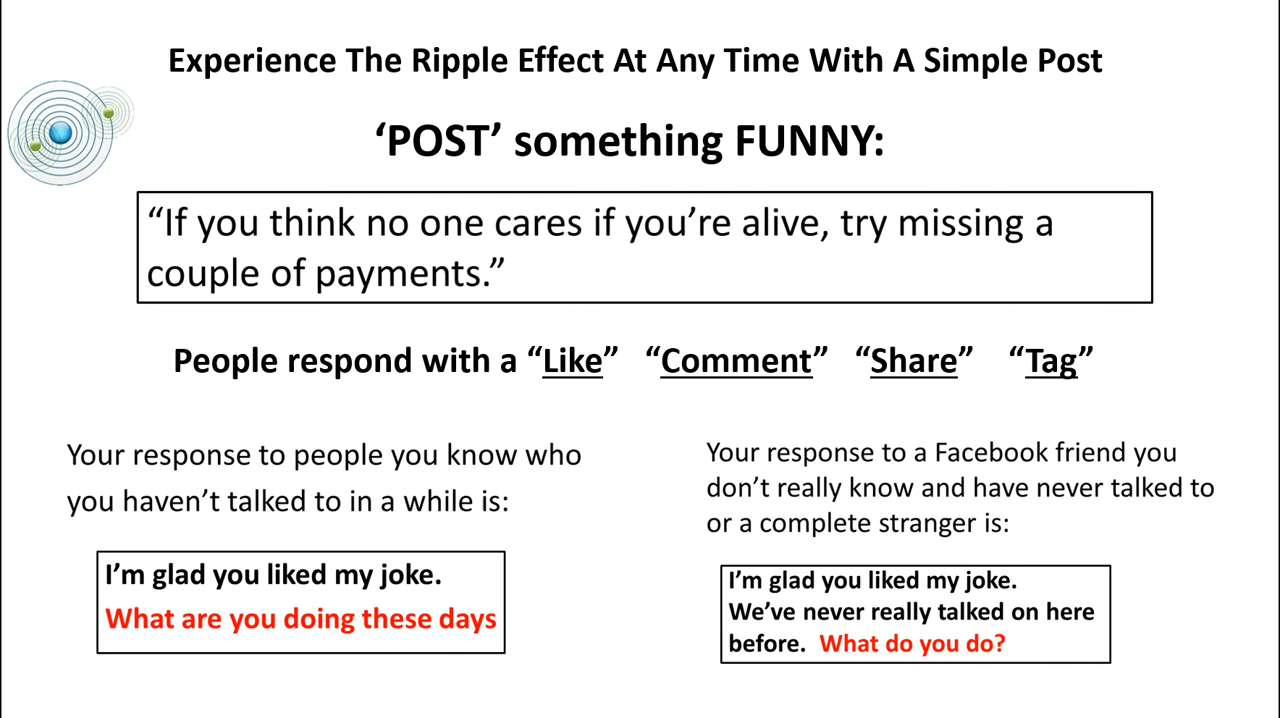 Experience The Ripple Effect At Any Time With A Simple Post
‘POST’ something FUNNY:
“If you think no one cares if you’re alive, try missing a
couple of payments.”
People respond with a “Like” “Comment” “Share” “Tag”
Your response to people you know who
you haven’t talked to in a while is:
I’m glad you liked my joke.
What are you doing these days
Your response to a Facebook friend you
don’t really know and have never talked to
or a complete stranger is:
I’m glad you liked my joke.
We’ve never really talked on here
before. What do you do?